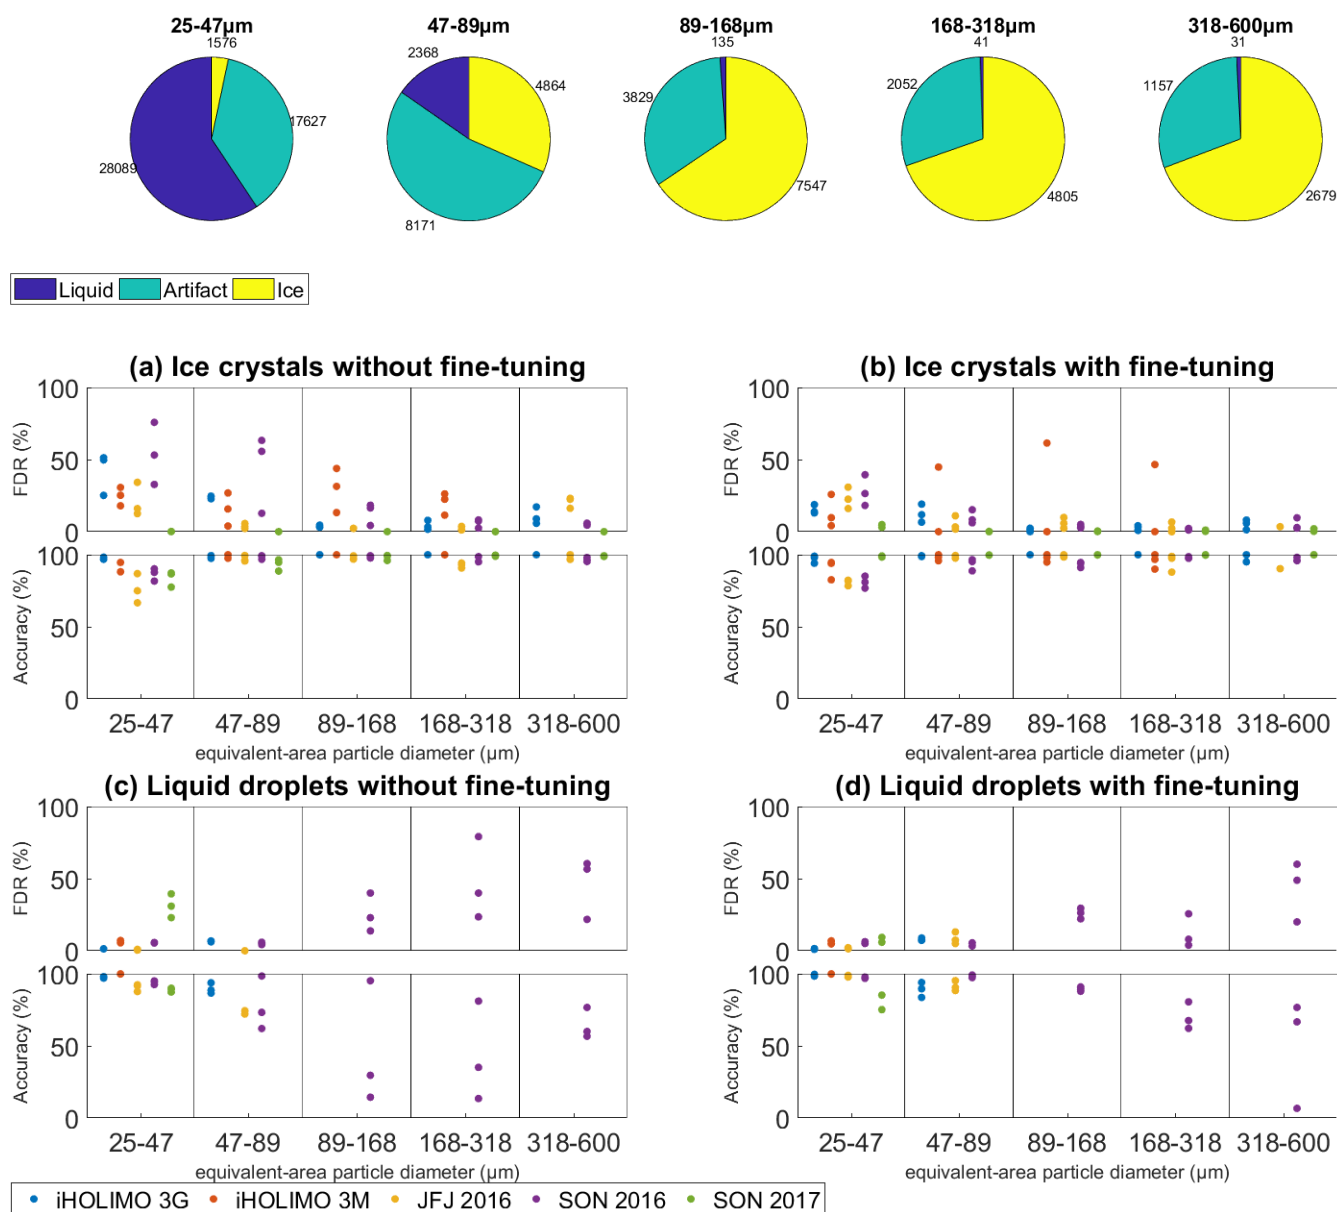 25-47µm 47-89µm 89-168µm 168-318µm 318-600µm
1576 2368 135 41 31
4864 3829 2052 1157
17627
28089 7547 4805 2679
8171
Liquid Artifact Ice
(a) Ice crystals without fine-tuning
100
50
0
FDR (%)
100
50
0
Accuracy (%)
25-47 47-89 89-168 168-318 318-600
equivalent-area particle diameter (µm)
(b) Ice crystals with fine-tuning
100
50
0
FDR (%)
100
50
0
Accuracy (%)
25-47 47-89 89-168 168-318 318-600
equivalent-area particle diameter (µm)
(c) Liquid droplets without fine-tuning
100
50
0
FDR (%)
100
50
0
Accuracy (%)
25-47 47-89 89-168 168-318 318-600
equivalent-area particle diameter (µm)
(d) Liquid droplets with fine-tuning
100
50
0
FDR (%)
100
50
0
Accuracy (%)
25-47 47-89 89-168 168-318 318-600
equivalent-area particle diameter (µm)
iHOLIMO 3G iHOLIMO 3M JFJ 2016 SON 2016 SON 2017